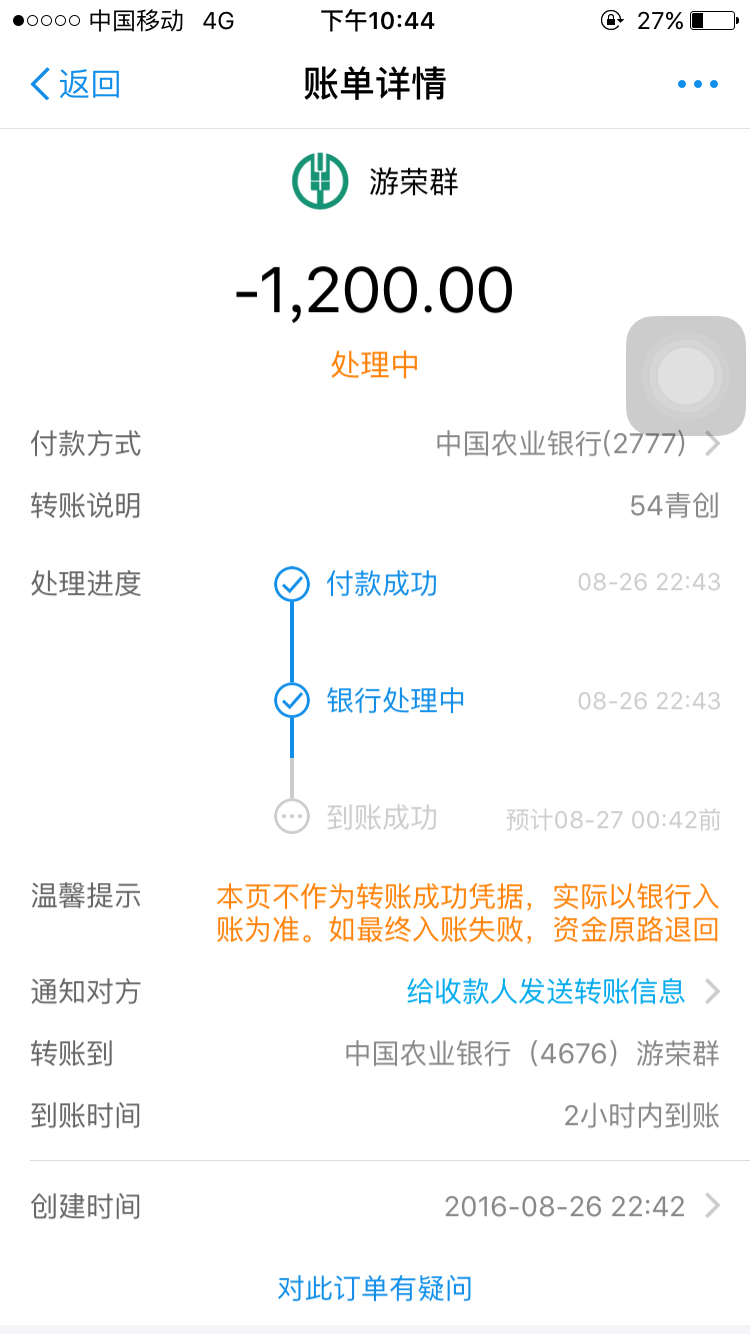 中国移动 4G 下午10:44 27%
返回 账单详情
游荣群
-1,200.00
处理中
付款方式 中国农业银行(2777)
转账说明 54青创
处理进度 付款成功 08-26 22:43
银行处理中 08-26 22:43
到账成功 预计08-27 00:42前
温馨提示 本页不作为转账成功凭据，实际以银行入
账为准。如最终入账失败，资金原路退回
通知对方 给收款人发送转账信息
转账到 中国农业银行（4676）游荣群
到账时间 2小时内到账
创建时间 2016-08-26 22:42
对此订单有疑问